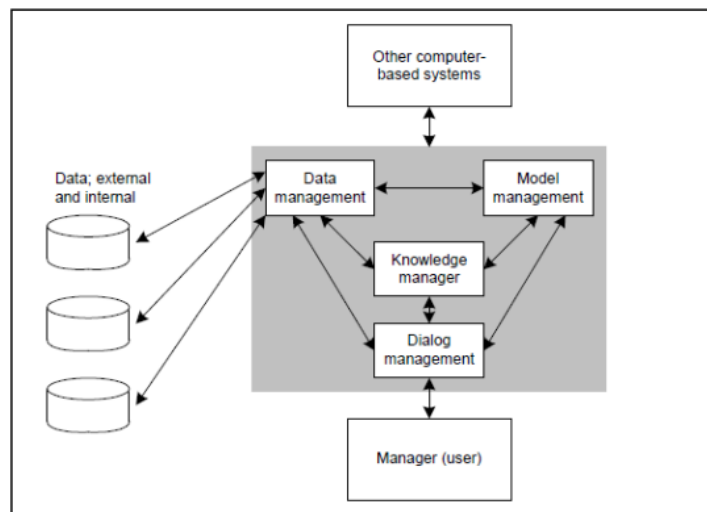 Other computer-
based systems
Data; external
and internal
Data
management
Model
management
Knowledge
manager
Dialog
management
Manager (user)